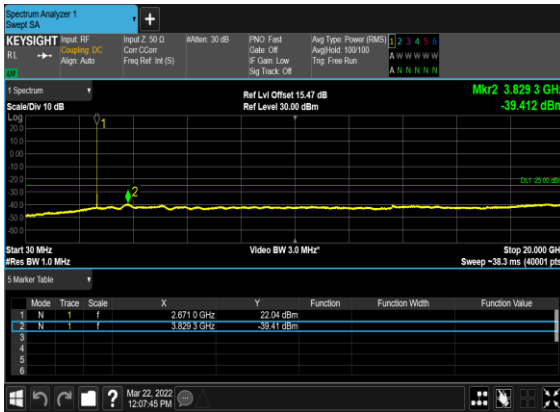 Spectrum Analyzer 1
Swept SA
+
KEYSIGHT Input: RF Input Z: 50 Ω #Atten: 30 dB PNO: Fast Avg Type: Power (RMS) 1 2 3 4 5 6
RL Coupling: DC Corr CCorr Gate: Off Avg|Hold: 100/100 A W W W W W
Align: Auto Freq Ref: Int (S) IF Gain: Low Trig: Free Run
Sig Track: Off A N N N N N
1 Spectrum
Ref Lvl Offset 15.47 dB Mkr2 3.829 3 GHz
Scale/Div 10 dB Ref Level 30.00 dBm -39.412 dBm
Log
20.0
10.0
0.00
-10.0
-20.0
-30.0
-40.0
-50.0
-60.0
1
2
DL1 -25.00 dBm
Start 30 MHz Video BW 3.0 MHz* Stop 20.000 GHz
#Res BW 1.0 MHz Sweep ~38.3 ms (40001 pts)
5 Marker Table
Mode Trace Scale X Y Function Function Width Function Value
1 N 1 f 2.671 0 GHz 22.04 dBm
2 N 1 f 3.829 3 GHz -39.41 dBm
3
4
5
6
? Mar 22, 2022
12:07:45 PM